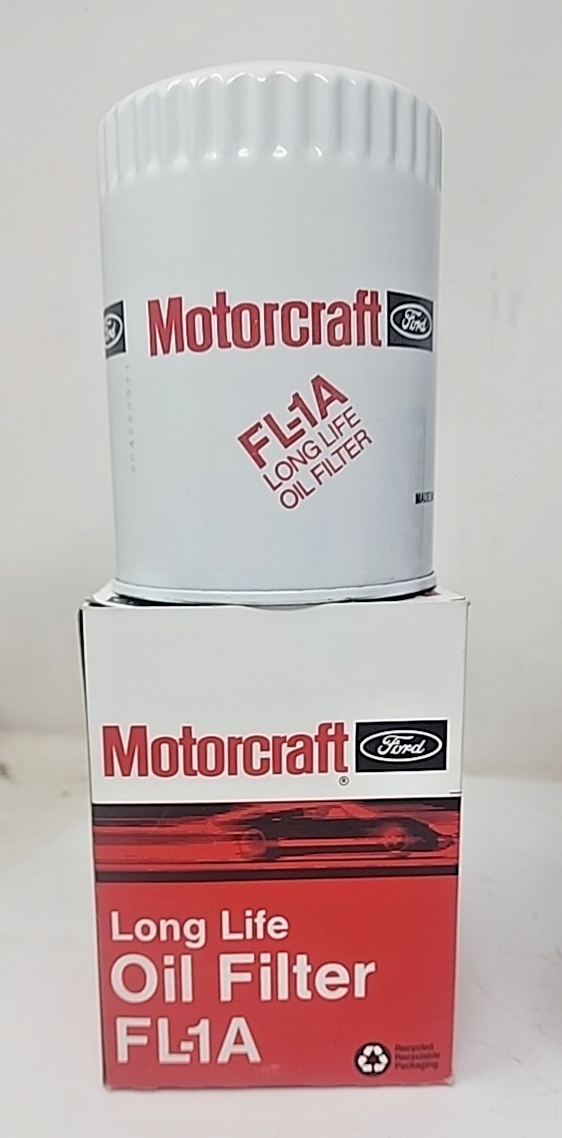 Motorcraft Ford
FL-1A
LONG LIFE
OIL FILTER
MADE
Motorcraft® Ford
Long Life
Oil Filter
FL-1A
Recycled
Recyclable
Packaging